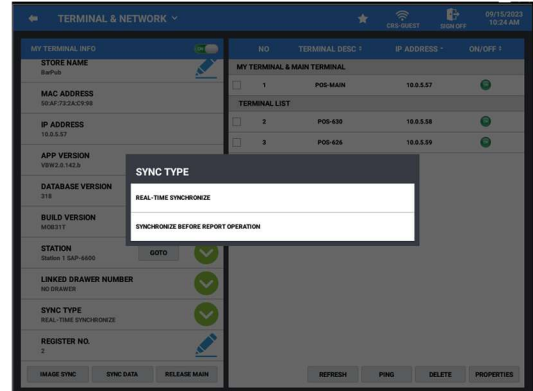 TERMINAL & NETWORK
CRS-GUEST
SIGN OFF
09/15/2023
10:24 AM
MY TERMINAL INFO
ON
STORE NAME
BarPub
MAC ADDRESS
50:AF:73:2A:C9:98
IP ADDRESS
10.0.5.57
APP VERSION
VBW2.0.142.b
DATABASE VERSION
318
BUILD VERSION
MOB31T
STATION
Station 1 SAP-6600
GOTO
LINKED DRAWER NUMBER
NO DRAWER
SYNC TYPE
REAL-TIME SYNCHRONIZE
REGISTER NO.
2
IMAGE SYNC SYNC DATA RELEASE MAIN
NO TERMINAL DESC IP ADDRESS ON/OFF
MY TERMINAL & MAIN TERMINAL
1 POS-MAIN 10.0.5.57
TERMINAL LIST
2 POS-630 10.0.5.58
3 POS-626 10.0.5.59
SYNC TYPE
REAL-TIME SYNCHRONIZE
SYNCHRONIZE BEFORE REPORT OPERATION
REFRESH PING DELETE PROPERTIES